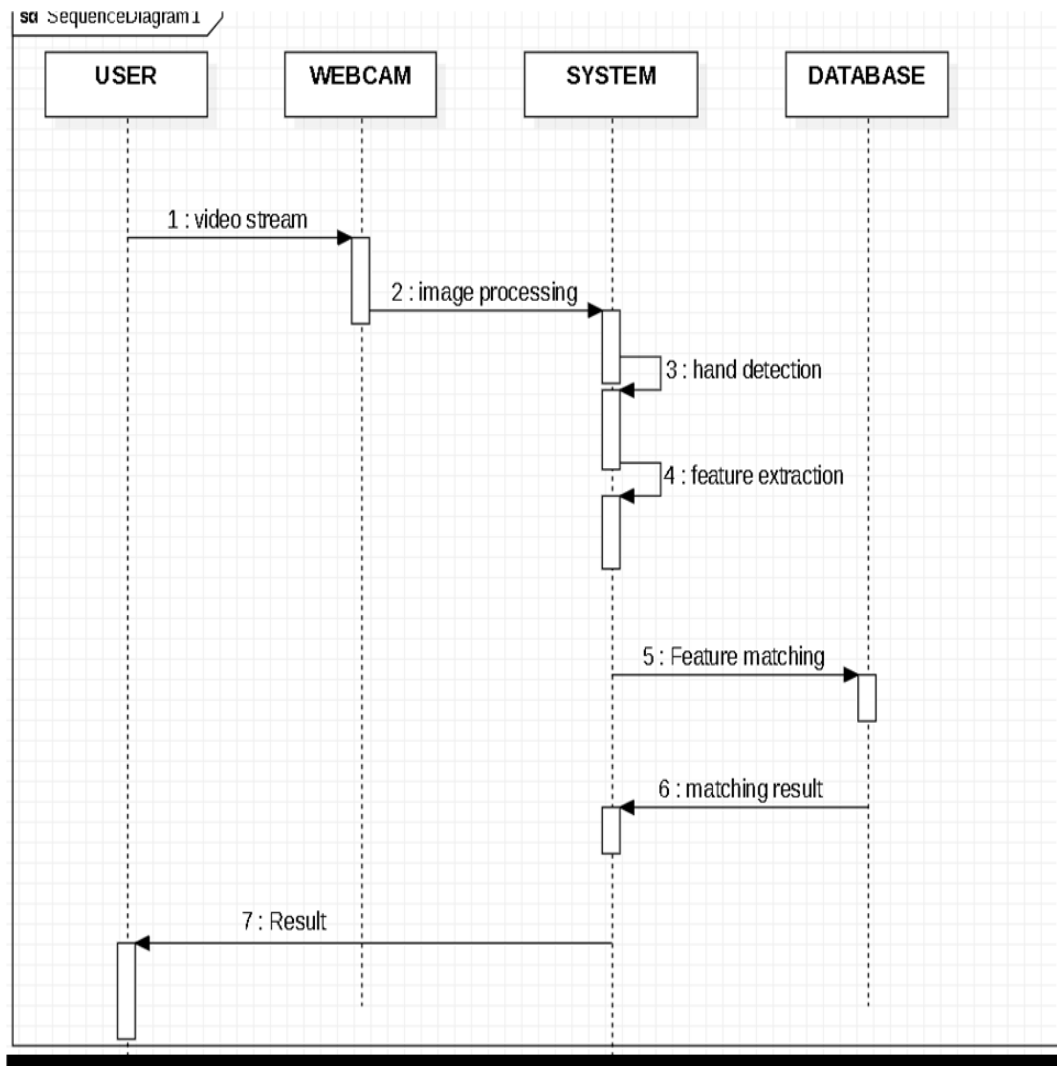 sd SequenceDiagram1
USER WEBCAM SYSTEM DATABASE
1 : video stream
2 : image processing
3 : hand detection
4 : feature extraction
5 : Feature matching
6 : matching result
7 : Result